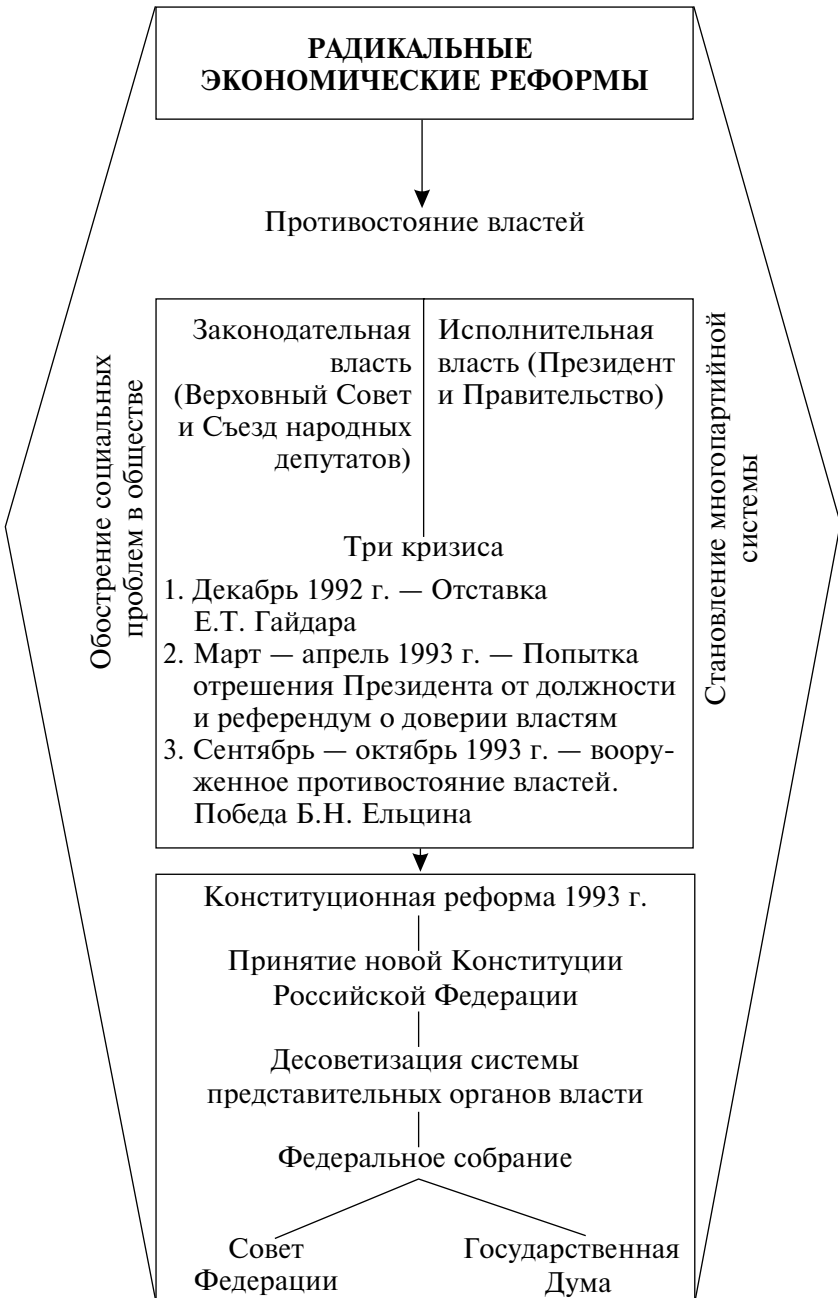 РАДИКАЛЬНЫЕ
ЭКОНОМИЧЕСКИЕ РЕФОРМЫ
Противостояние властей
Обострение социальных
проблем в обществе
Законодательная
власть
(Верховный Совет
и Съезд народных
депутатов)
Исполнительная
власть (Президент
и Правительство)
Становление многопартийной
системы
Три кризиса
1. Декабрь 1992 г. — Отставка
Е.Т. Гайдара
2. Март — апрель 1993 г. — Попытка
отрешения Президента от должности
и референдум о доверии властям
3. Сентябрь — октябрь 1993 г. — воору-
женное противостояние властей.
Победа Б.Н. Ельцина
Конституционная реформа 1993 г.
Принятие новой Конституции
Российской Федерации
Десоветизация системы
представительных органов власти
Федеральное собрание
Совет
Федерации
Государственная
Дума